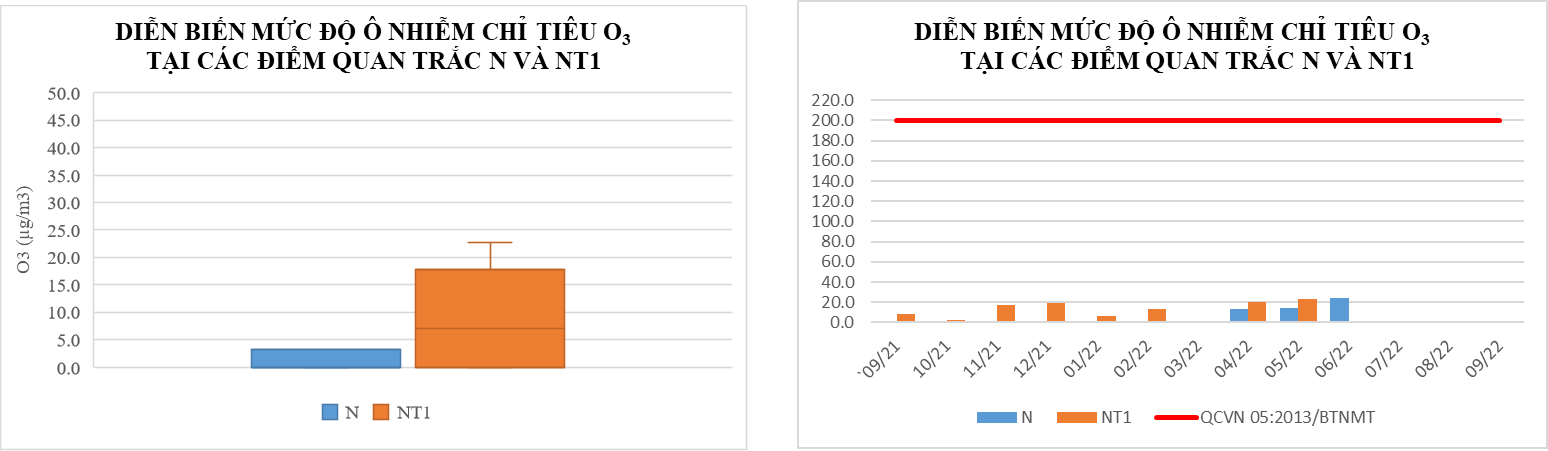 DIỄN BIẾN MỨC ĐỘ Ô NHIỄM CHỈ TIÊU O₃
TẠI CÁC ĐIỂM QUAN TRẮC N VÀ NT1
50.0
45.0
40.0
35.0
30.0
25.0
20.0
15.0
10.0
5.0
0.0
O3 (µg/m3)
N NT1
DIỄN BIẾN MỨC ĐỘ Ô NHIỄM CHỈ TIÊU O₃
TẠI CÁC ĐIỂM QUAN TRẮC N VÀ NT1
220.0
200.0
180.0
160.0
140.0
120.0
100.0
80.0
60.0
40.0
20.0
0.0
`09/21 10/21 11/21 12/21 01/22 02/22 03/22 04/22 05/22 06/22 07/22 08/22 09/22
N NT1 QCVN 05:2013/BTNMT